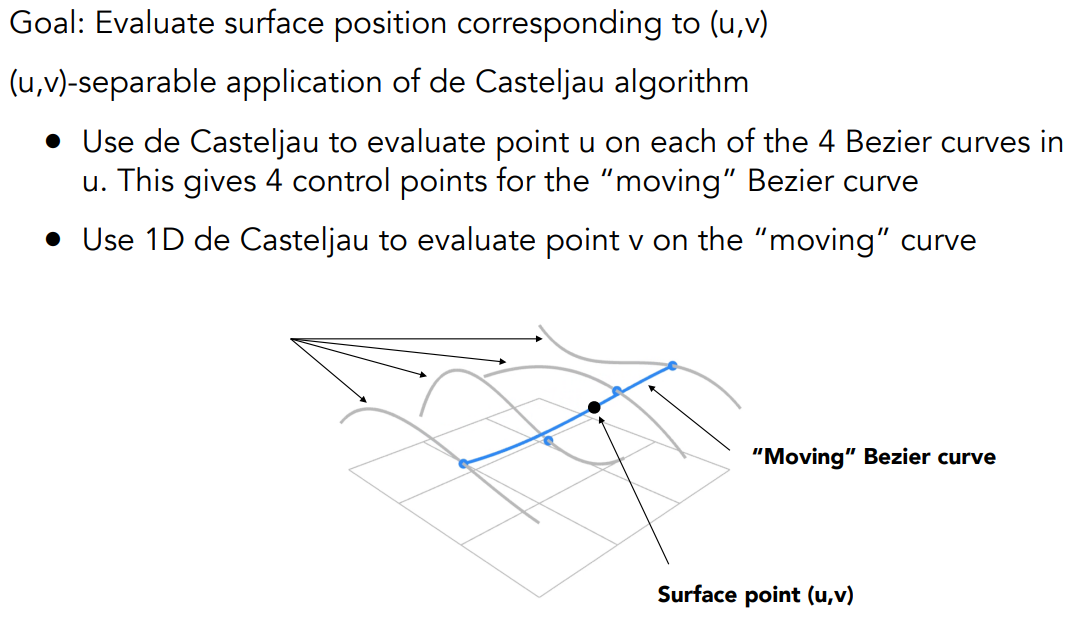 Goal: Evaluate surface position corresponding to (u,v)
(u,v)-separable application of de Casteljau algorithm
● Use de Casteljau to evaluate point u on each of the 4 Bezier curves in
u. This gives 4 control points for the “moving” Bezier curve
● Use 1D de Casteljau to evaluate point v on the “moving” curve
“Moving” Bezier curve
Surface point (u,v)